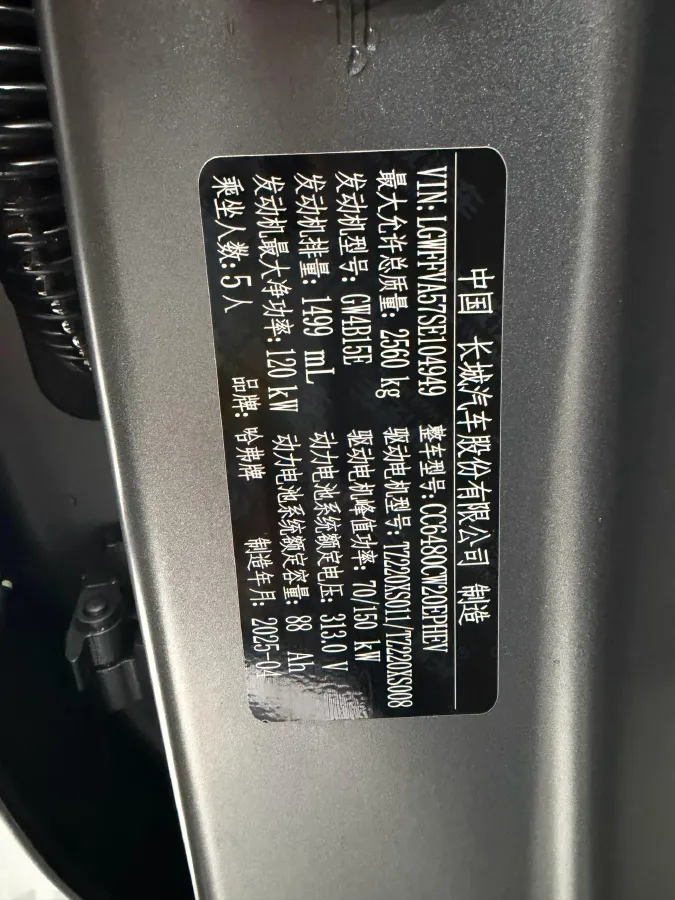 中国 长城汽车股份有限公司 制造
VIN: LGWFFVA57SE104949 整车型号: CC6480CW20EPHEV
最大允许总质量: 2560 kg 驱动电机型号: TZ220XS011/TZ220XS008
发动机型号: GW4B15E 驱动电机峰值功率: 70/150 kW
发动机排量: 1499 mL 动力电池系统额定电压: 313.0 V
发动机最大净功率: 120 kW 动力电池系统额定容量: 88 Ah
乘坐人数: 5人 品牌: 哈弗牌 制造年月: 2025-04